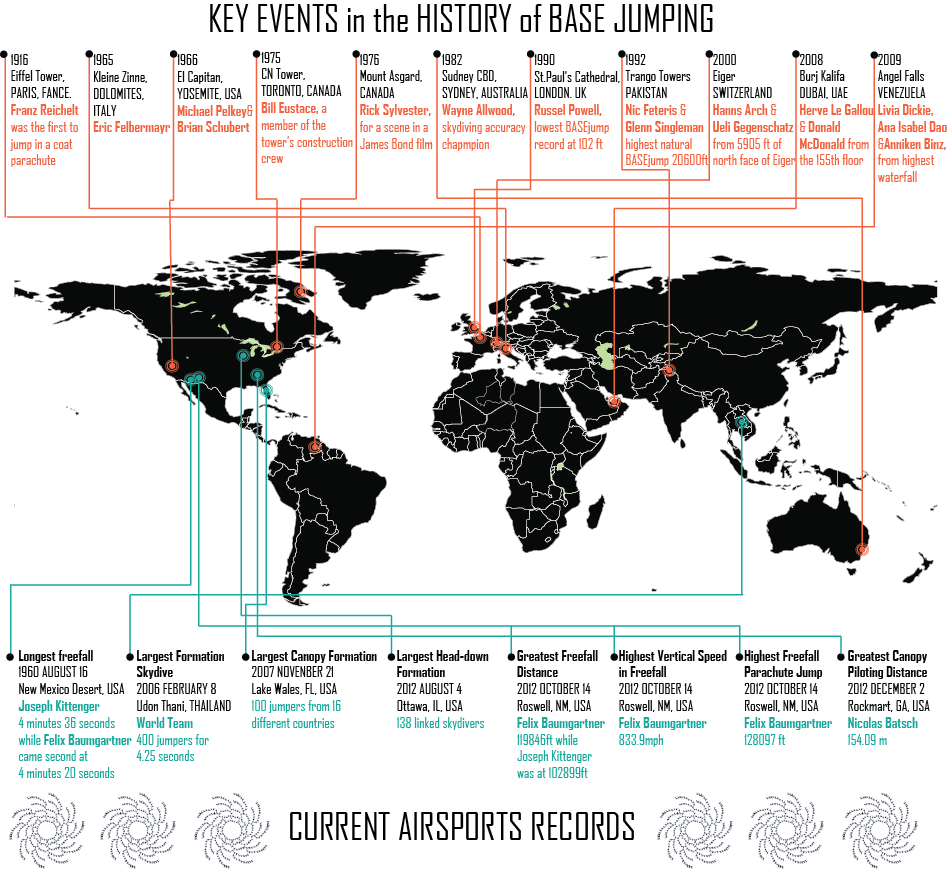 KEY EVENTS in the HISTORY of BASE JUMPING
1916
Eiffel Tower,
PARIS, FANCE.
Franz Reichelt
was the first to
jump in a coat
parachute
1965
Kleine Zinne,
DOLOMITES,
ITALY
Eric Felbermayr
1966
El Capitan,
YOSEMITE, USA
Michael Pelkey&
Brian Schubert
1975
CN Tower,
TORONTO, CANADA
Bill Eustace, a
member of the
tower's construction
crew
1976
Mount Asgard,
CANADA
Rick Sylvester,
for a scene in a
James Bond film
1982
Sudney CBD,
SYDNEY, AUSTRALIA
Wayne Allwood,
skydiving accuracy
chapmpion
1990
St.Paul's Cathedral,
LONDON. UK
Russel Powell,
lowest BASEjump
record at 102 ft
1992
Trango Towers
PAKISTAN
Nic Feteris &
Glenn Singleman
highest natural
BASEjump 20600ft
2000
Eiger
SWITZERLAND
Hanns Arch &
Ueli Gegenschatz
from 5905 ft of
north face of Eiger
2008
Burj Kalifa
DUBAI, UAE
Herve Le Gallou
& Donald
McDonald from
the 155th floor
2009
Angel Falls
VENEZUELA
Livia Dickie,
Ana Isabel Dao
&Anniken Binz,
from highest
waterfall
Longest freefall
1960 AUGUST 16
New Mexico Desert, USA
Joseph Kittenger
4 minutes 36 seconds
while Felix Baumgartner
came second at
4 minutes 20 seconds
Largest Formation
Skydive
2006 FEBRUARY 8
Udon Thani, THAILAND
World Team
400 jumpers for
4.25 seconds
Largest Canopy Formation
2007 NOVEMBER 21
Lake Wales, FL, USA
100 jumpers from 16
different countries
Largest Head-down
Formation
2012 AUGUST 4
Ottawa, IL, USA
138 linked skydivers
Greatest Freefall
Distance
2012 OCTOBER 14
Roswell, NM, USA
Felix Baumgartner
119846ft while
Joseph Kittenger
was at 102899ft
Highest Vertical Speed
in Freefall
2012 OCTOBER 14
Roswell, NM, USA
Felix Baumgartner
833.9mph
Highest Freefall
Parachute Jump
2012 OCTOBER 14
Roswell, NM, USA
Felix Baumgartner
128097 ft
Greatest Canopy
Piloting Distance
2012 DECEMBER 2
Rockmart, GA, USA
Nicolas Batsch
154.09 m
CURRENT AIRSPORTS RECORDS